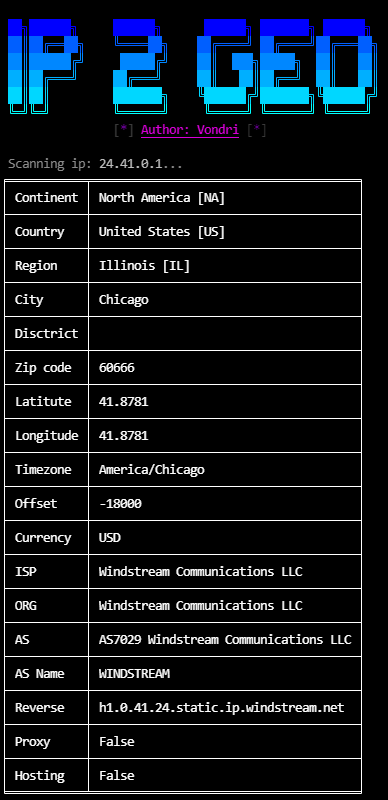 IP 2 GEO
[*] Author: Vondri [*]
Scanning ip: 24.41.0.1...
Continent North America [NA]
Country United States [US]
Region Illinois [IL]
City Chicago
Disctrict
Zip code 60666
Latitute 41.8781
Longitude 41.8781
Timezone America/Chicago
Offset -18000
Currency USD
ISP Windstream Communications LLC
ORG Windstream Communications LLC
AS AS7029 Windstream Communications LLC
AS Name WINDSTREAM
Reverse h1.0.41.24.static.ip.windstream.net
Proxy False
Hosting False